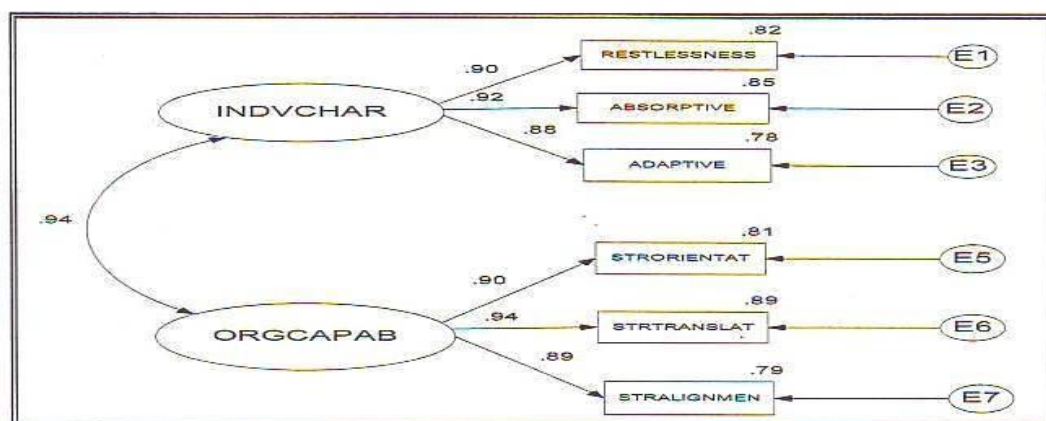 .82
RESTLESSNESS
E1
.90
INDVCHAR
.92
.85
ABSORPTIVE
E2
.88
.78
ADAPTIVE
E3
.94
.81
STRORIENTAT
E5
.90
ORGCAPAB
.94
.89
STRTRANSLAT
E6
.89
.79
STRALIGNMEN
E7